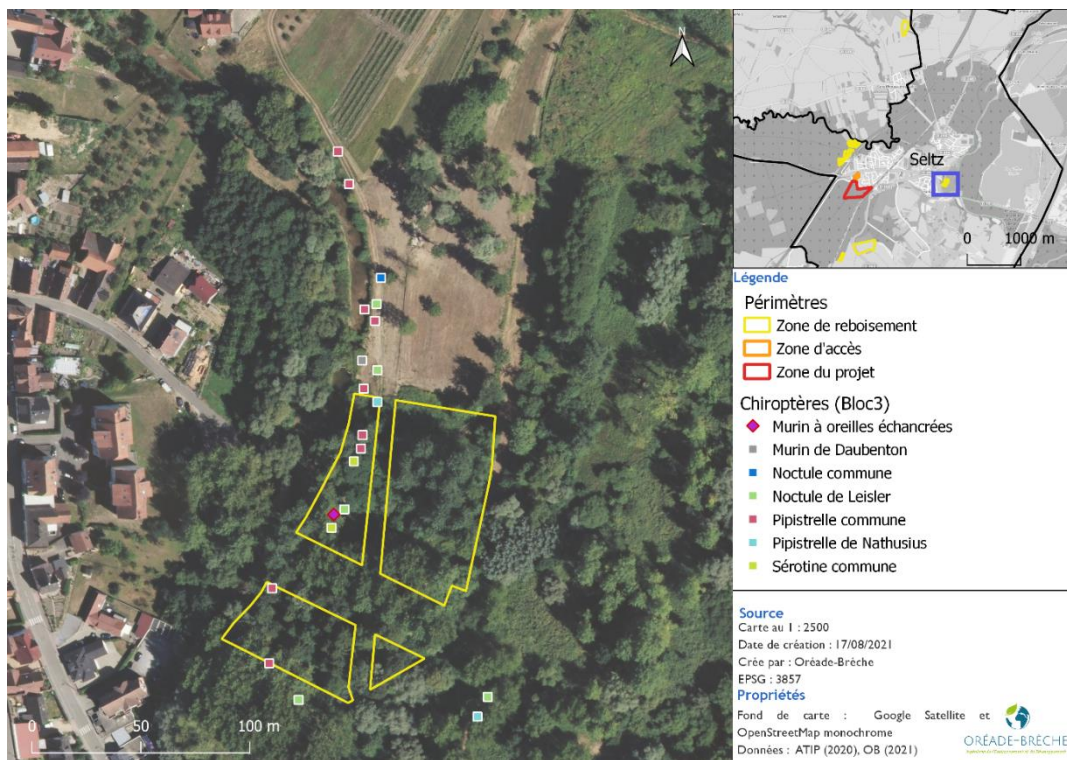 N
0 50 100 m
Seltz
0 1000 m
Légende
Périmètres
Zone de reboisement
Zone d'accès
Zone du projet
Chiroptères (Bloc3)
Murin à oreilles échancrées
Murin de Daubenton
Noctule commune
Noctule de Leisler
Pipistrelle commune
Pipistrelle de Nathusius
Sérotine commune
Source
Carte au 1 : 2500
Date de création : 17/08/2021
Crée par : Oréade-Brèche
EPSG : 3857
Propriétés
Fond de carte : Google Satellite et
OpenStreetMap monochrome
Données : ATIP (2020), OB (2021)
ORÉADE-BRÈCHE